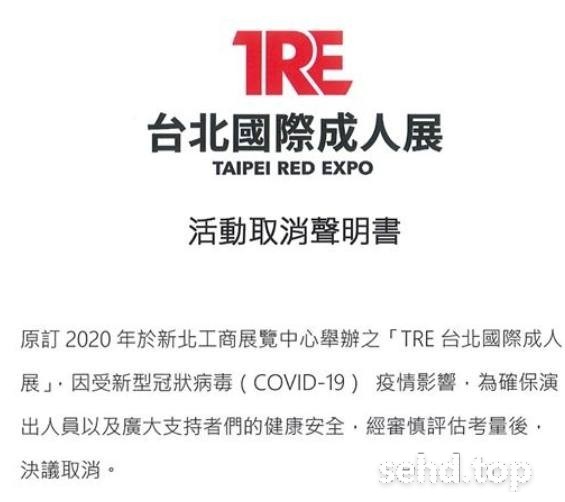 TRE
台北國際成人展
TAIPEI RED EXPO
活動取消聲明書
原訂 2020 年於新北工商展覽中心舉辦之「TRE 台北國際成人
展」，因受新型冠狀病毒（COVID-19） 疫情影響，為確保演
出人員以及廣大支持者們的健康安全，經審慎評估考量後，
決議取消。
sehd.top